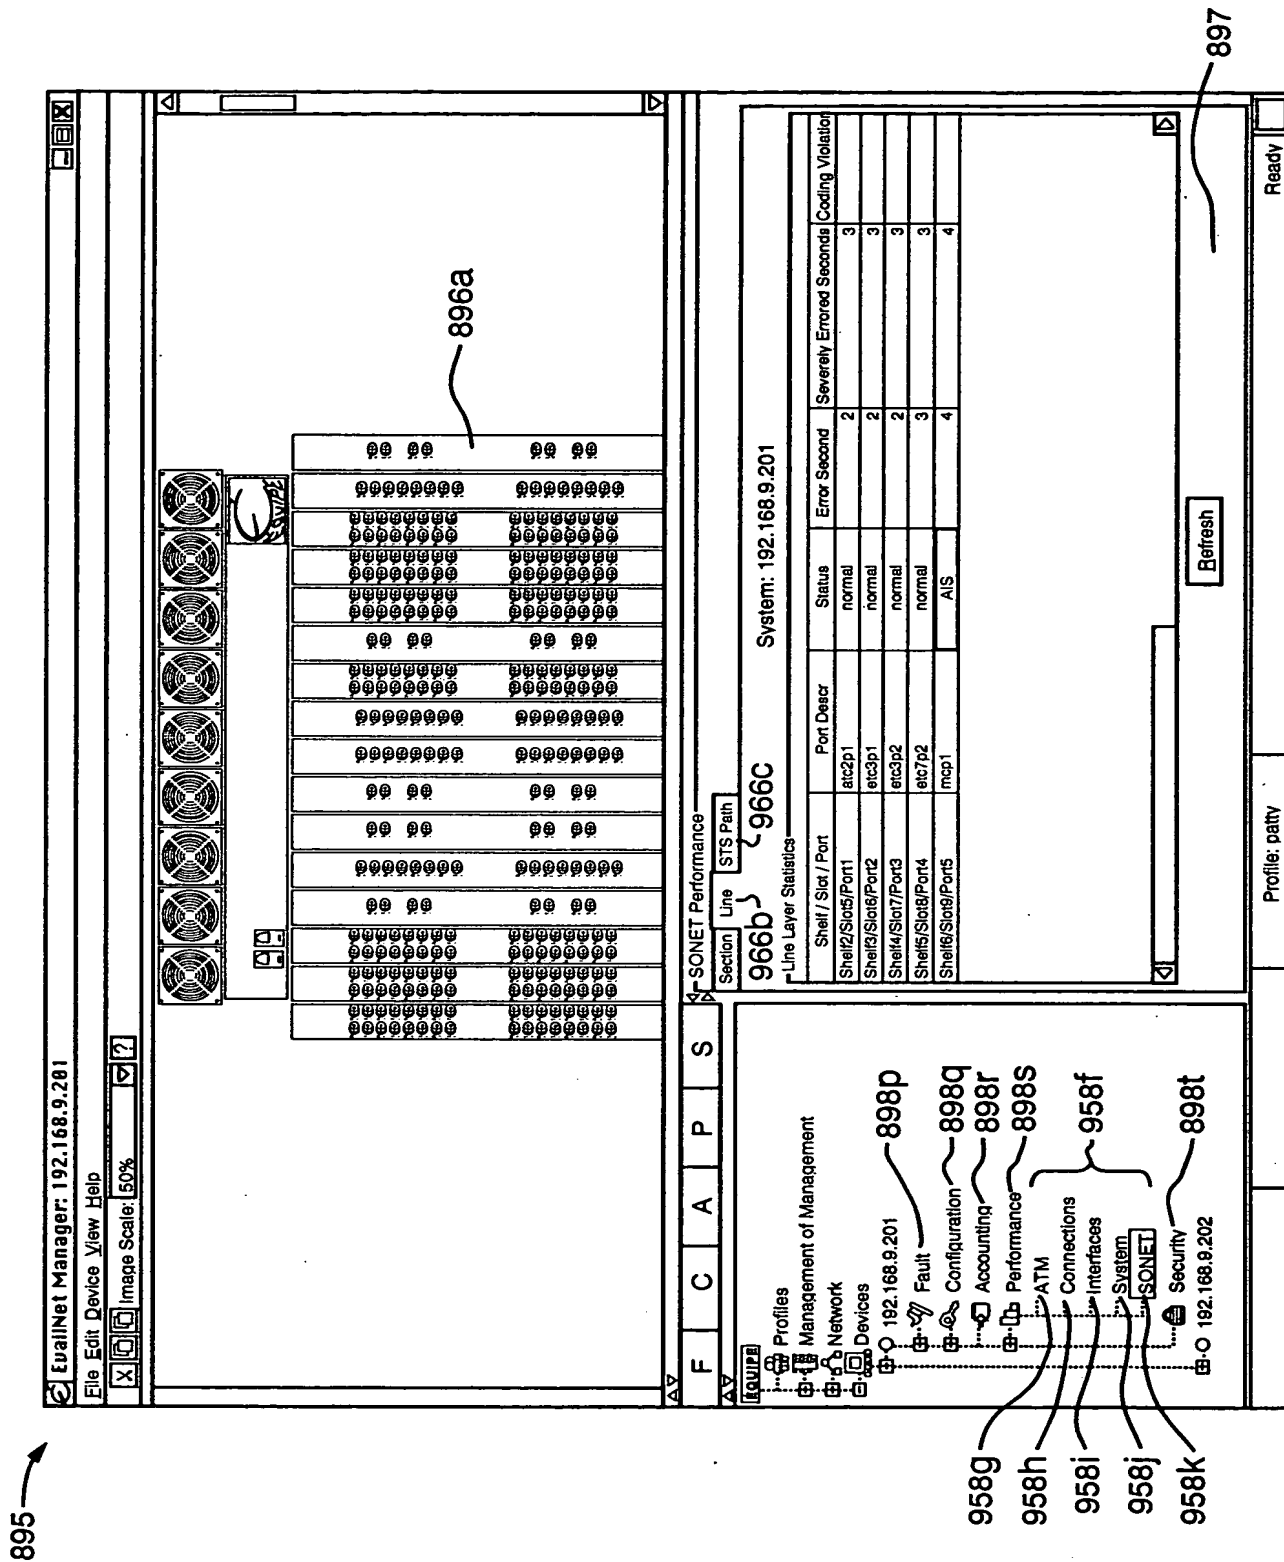 895
EvallNet Manager: 192.168.9.201
File Edit Device View Help
X Image Scale: 50% ?
EQUIPE
896a
F C A P S
EQUIPE
Profiles
Management of Management
Network
Devices
192.168.9.201
898p
Fault
Configuration
898q
Accounting
898r
Performance
898s
ATM
Connections
Interfaces
System
SONET
958f
Security
898t
192.168.9.202
958g
958h
958i
958j
958k
SONET Performance
Section Line STS Path
966b 966c
System: 192.168.9.201
Line Layer Statistics
Shelf / Slot / Port Port Descr Status Error Second Severely Errored Seconds Coding Violation
Shelf2/Slot5/Port1 atc2p1 normal 2 3
Shelf3/Slot6/Port2 etc3p1 normal 2 3
Shelf4/Slot7/Port3 etc3p2 normal 2 3
Shelf5/Slot8/Port4 etc7p2 normal 3 3
Shelf6/Slot9/Port5 mcp1 AIS 4 4
Refresh
897
Profile: patty
Ready